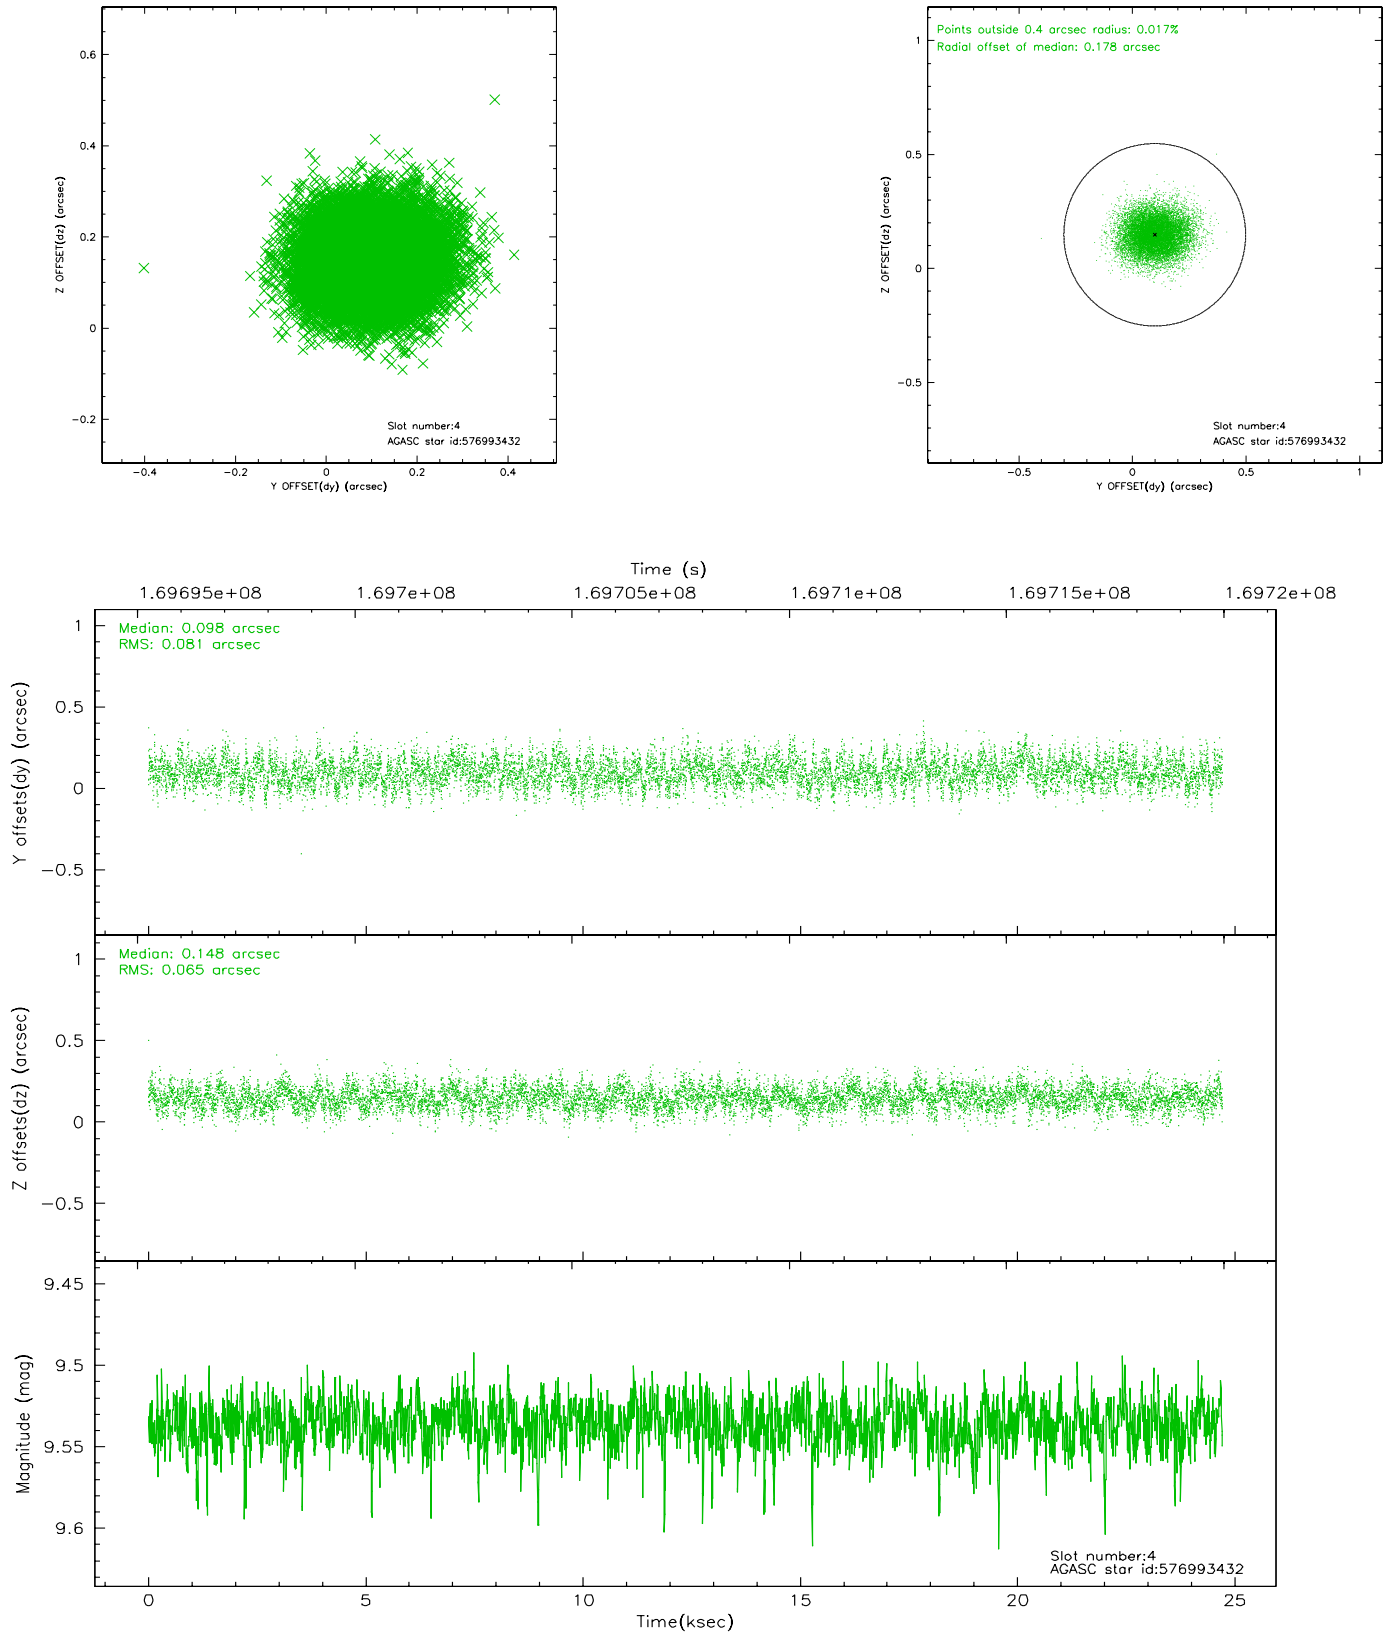 0.6
0.4
0.2
0
−0.2
Z OFFSET(dz) (arcsec)
Slot number:4
AGASC star id:576993432
−0.4 −0.2 0 0.2 0.4
Y OFFSET(dy) (arcsec)
Points outside 0.4 arcsec radius: 0.017%
Radial offset of median: 0.178 arcsec
1
0.5
0
−0.5
Z OFFSET(dz) (arcsec)
Slot number:4
AGASC star id:576993432
−0.5 0 0.5 1
Y OFFSET(dy) (arcsec)
Time (s)
1.69695e+08 1.697e+08 1.69705e+08 1.6971e+08 1.69715e+08 1.6972e+08
Median: 0.098 arcsec
RMS: 0.081 arcsec
1
0.5
0
−0.5
Y offsets(dy) (arcsec)
Median: 0.148 arcsec
RMS: 0.065 arcsec
1
0.5
0
−0.5
Z offsets(dz) (arcsec)
9.45
9.5
9.55
9.6
Magnitude (mag)
Slot number:4
AGASC star id:576993432
0 5 10 15 20 25
Time(ksec)